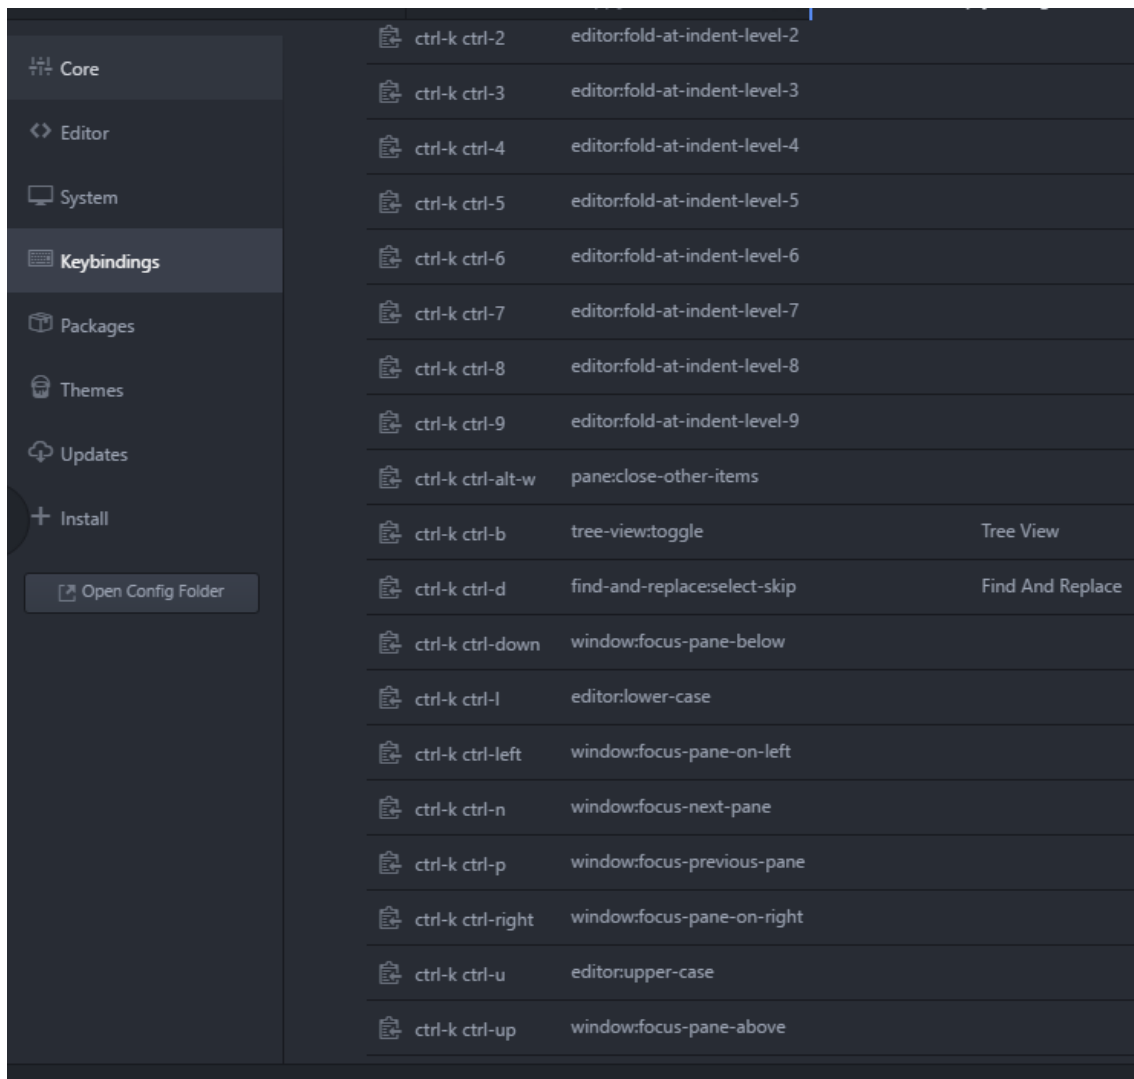 Core
Editor
System
Keybindings
Packages
Themes
Updates
Install
Open Config Folder
ctrl-k ctrl-2 editor:fold-at-indent-level-2
ctrl-k ctrl-3 editor:fold-at-indent-level-3
ctrl-k ctrl-4 editor:fold-at-indent-level-4
ctrl-k ctrl-5 editor:fold-at-indent-level-5
ctrl-k ctrl-6 editor:fold-at-indent-level-6
ctrl-k ctrl-7 editor:fold-at-indent-level-7
ctrl-k ctrl-8 editor:fold-at-indent-level-8
ctrl-k ctrl-9 editor:fold-at-indent-level-9
ctrl-k ctrl-alt-w pane:close-other-items
ctrl-k ctrl-b tree-view:toggle Tree View
ctrl-k ctrl-d find-and-replace:select-skip Find And Replace
ctrl-k ctrl-down window:focus-pane-below
ctrl-k ctrl-l editor:lower-case
ctrl-k ctrl-left window:focus-pane-on-left
ctrl-k ctrl-n window:focus-next-pane
ctrl-k ctrl-p window:focus-previous-pane
ctrl-k ctrl-right window:focus-pane-on-right
ctrl-k ctrl-u editor:upper-case
ctrl-k ctrl-up window:focus-pane-above